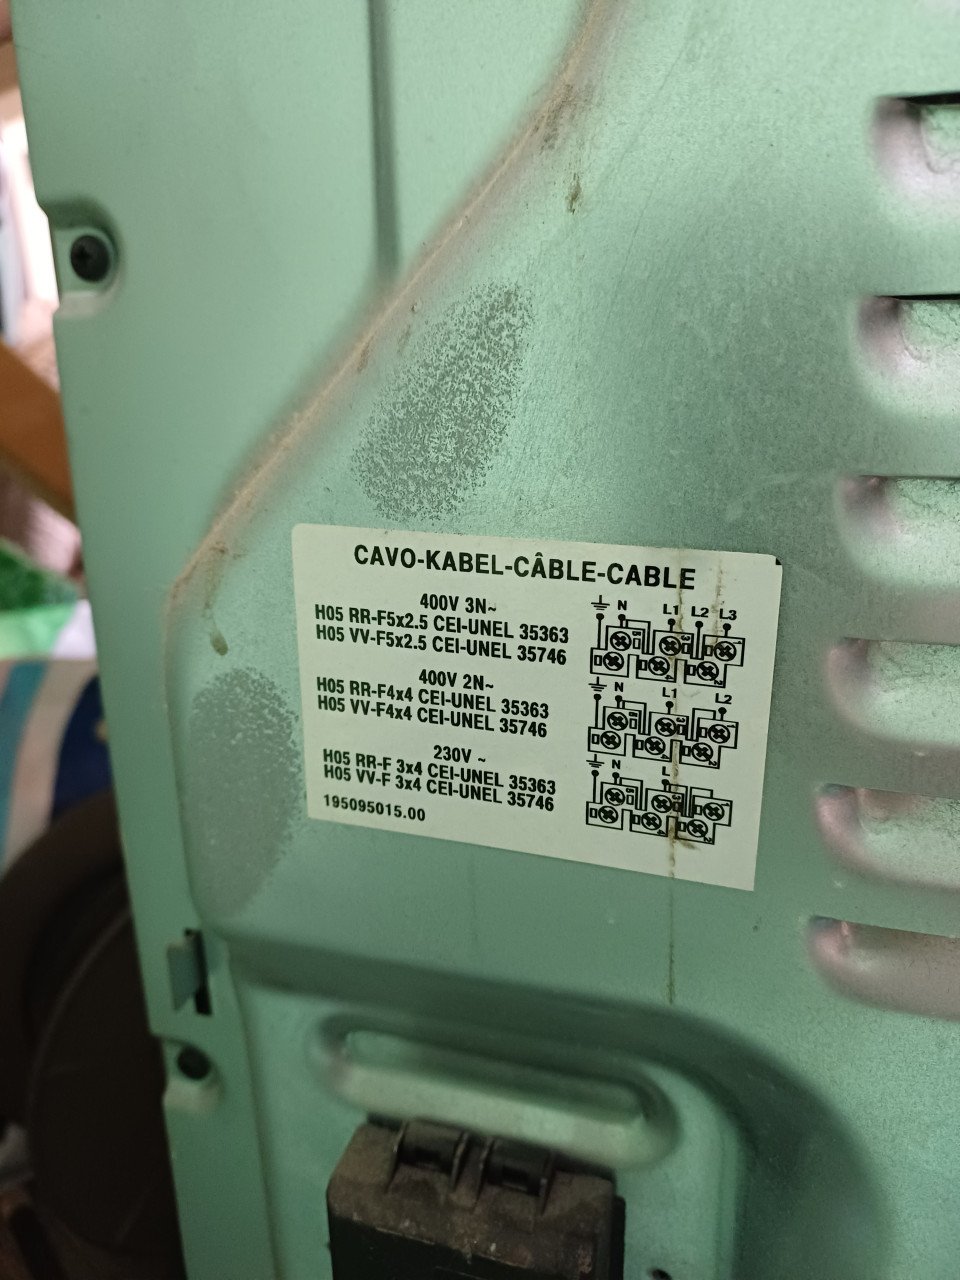 CAVO-KABEL-CÂBLE-CABLE
400V 3N~
H05 RR-F5x2.5 CEI-UNEL 35363
H05 VV-F5x2.5 CEI-UNEL 35746
N L1 L2 L3
400V 2N~
H05 RR-F4x4 CEI-UNEL 35363
H05 VV-F4x4 CEI-UNEL 35746
N L1 L2
230V ~
H05 RR-F 3x4 CEI-UNEL 35363
H05 VV-F 3x4 CEI-UNEL 35746
N L
195095015.00